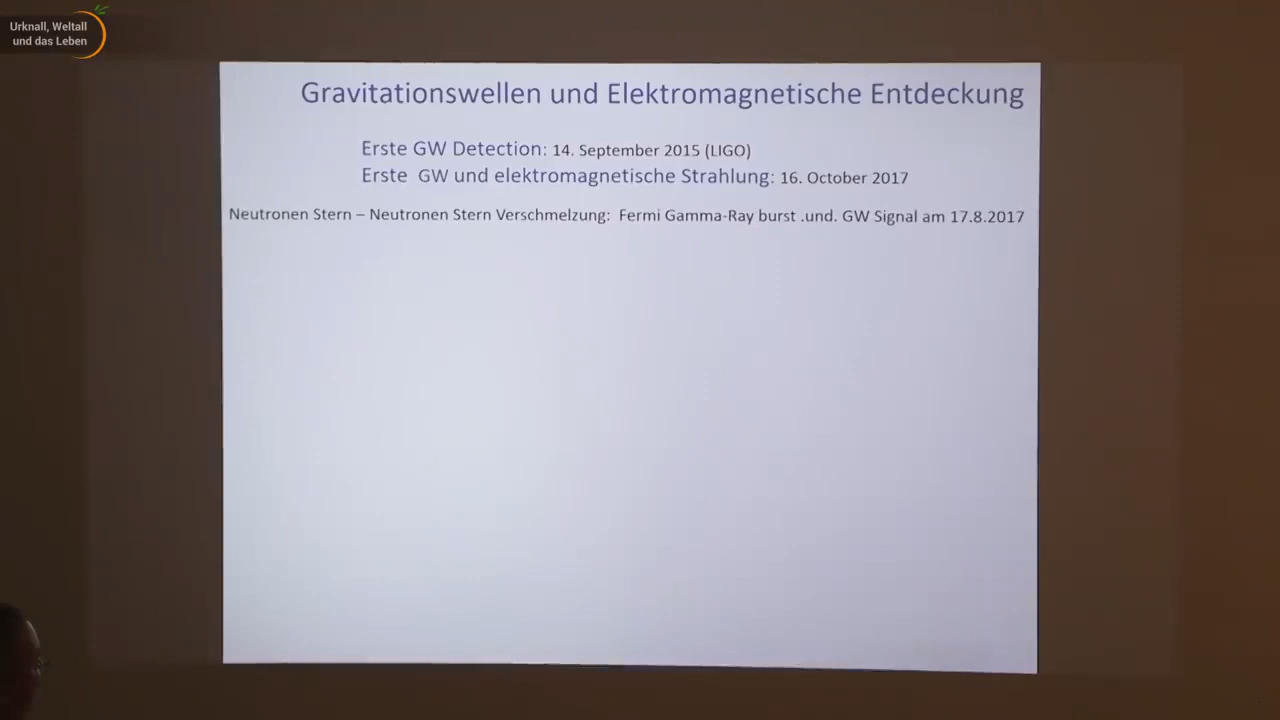 Urknall, Weltall
und das Leben
Gravitationswellen und Elektromagnetische Entdeckung
Erste GW Detection: 14. September 2015 (LIGO)
Erste GW und elektromagnetische Strahlung: 16. October 2017
Neutronen Stern – Neutronen Stern Verschmelzung: Fermi Gamma-Ray burst .und. GW Signal am 17.8.2017